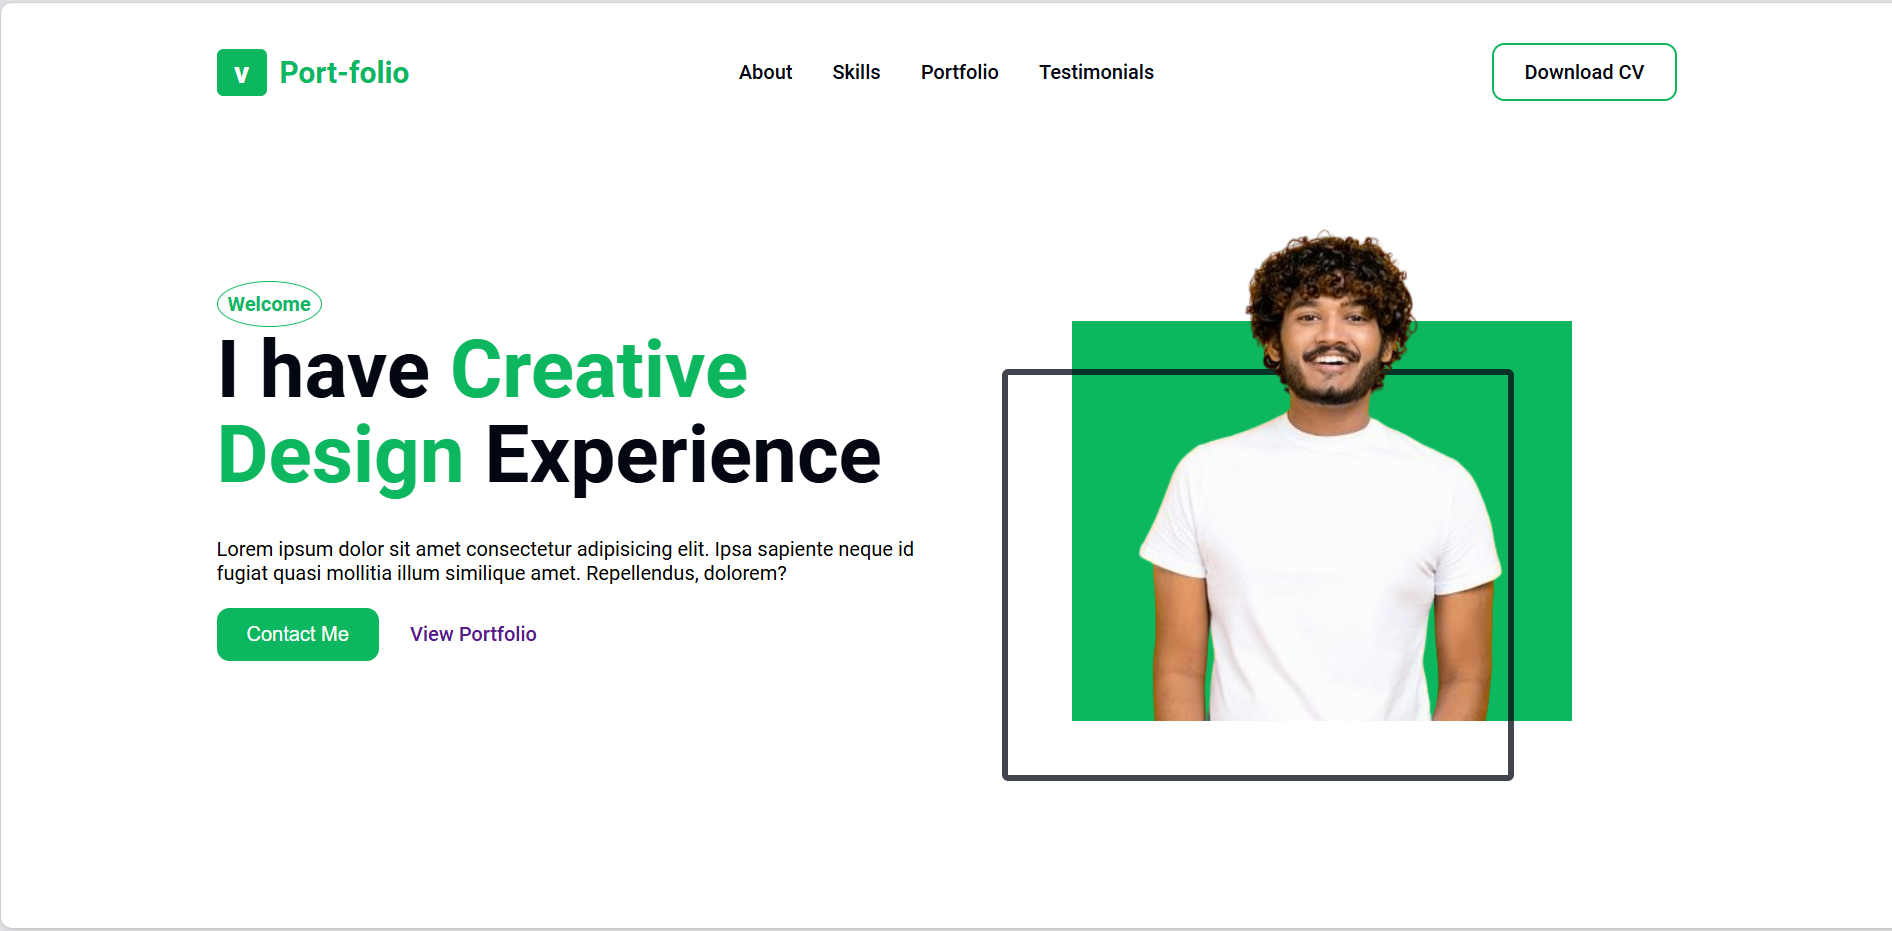 v Port-folio
About Skills Portfolio Testimonials
Download CV
Welcome
I have Creative
Design Experience
Lorem ipsum dolor sit amet consectetur adipisicing elit. Ipsa sapiente neque id
fugiat quasi mollitia illum similique amet. Repellendus, dolorem?
Contact Me
View Portfolio